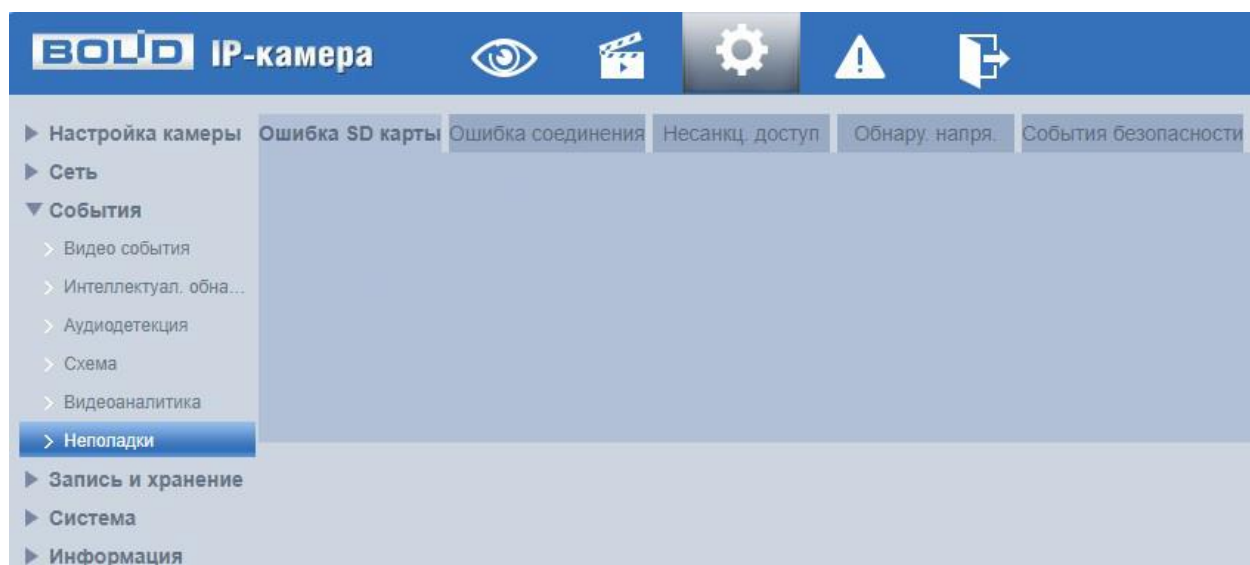 BOLID IP-камера
Настройка камеры
Ошибка SD карты Ошибка соединения Несанкц. доступ Обнару. напря. События безопасности
Сеть
События
Видео события
Интеллектуал. обна...
Аудиодетекция
Схема
Видеоаналитика
Неполадки
Запись и хранение
Система
Информация